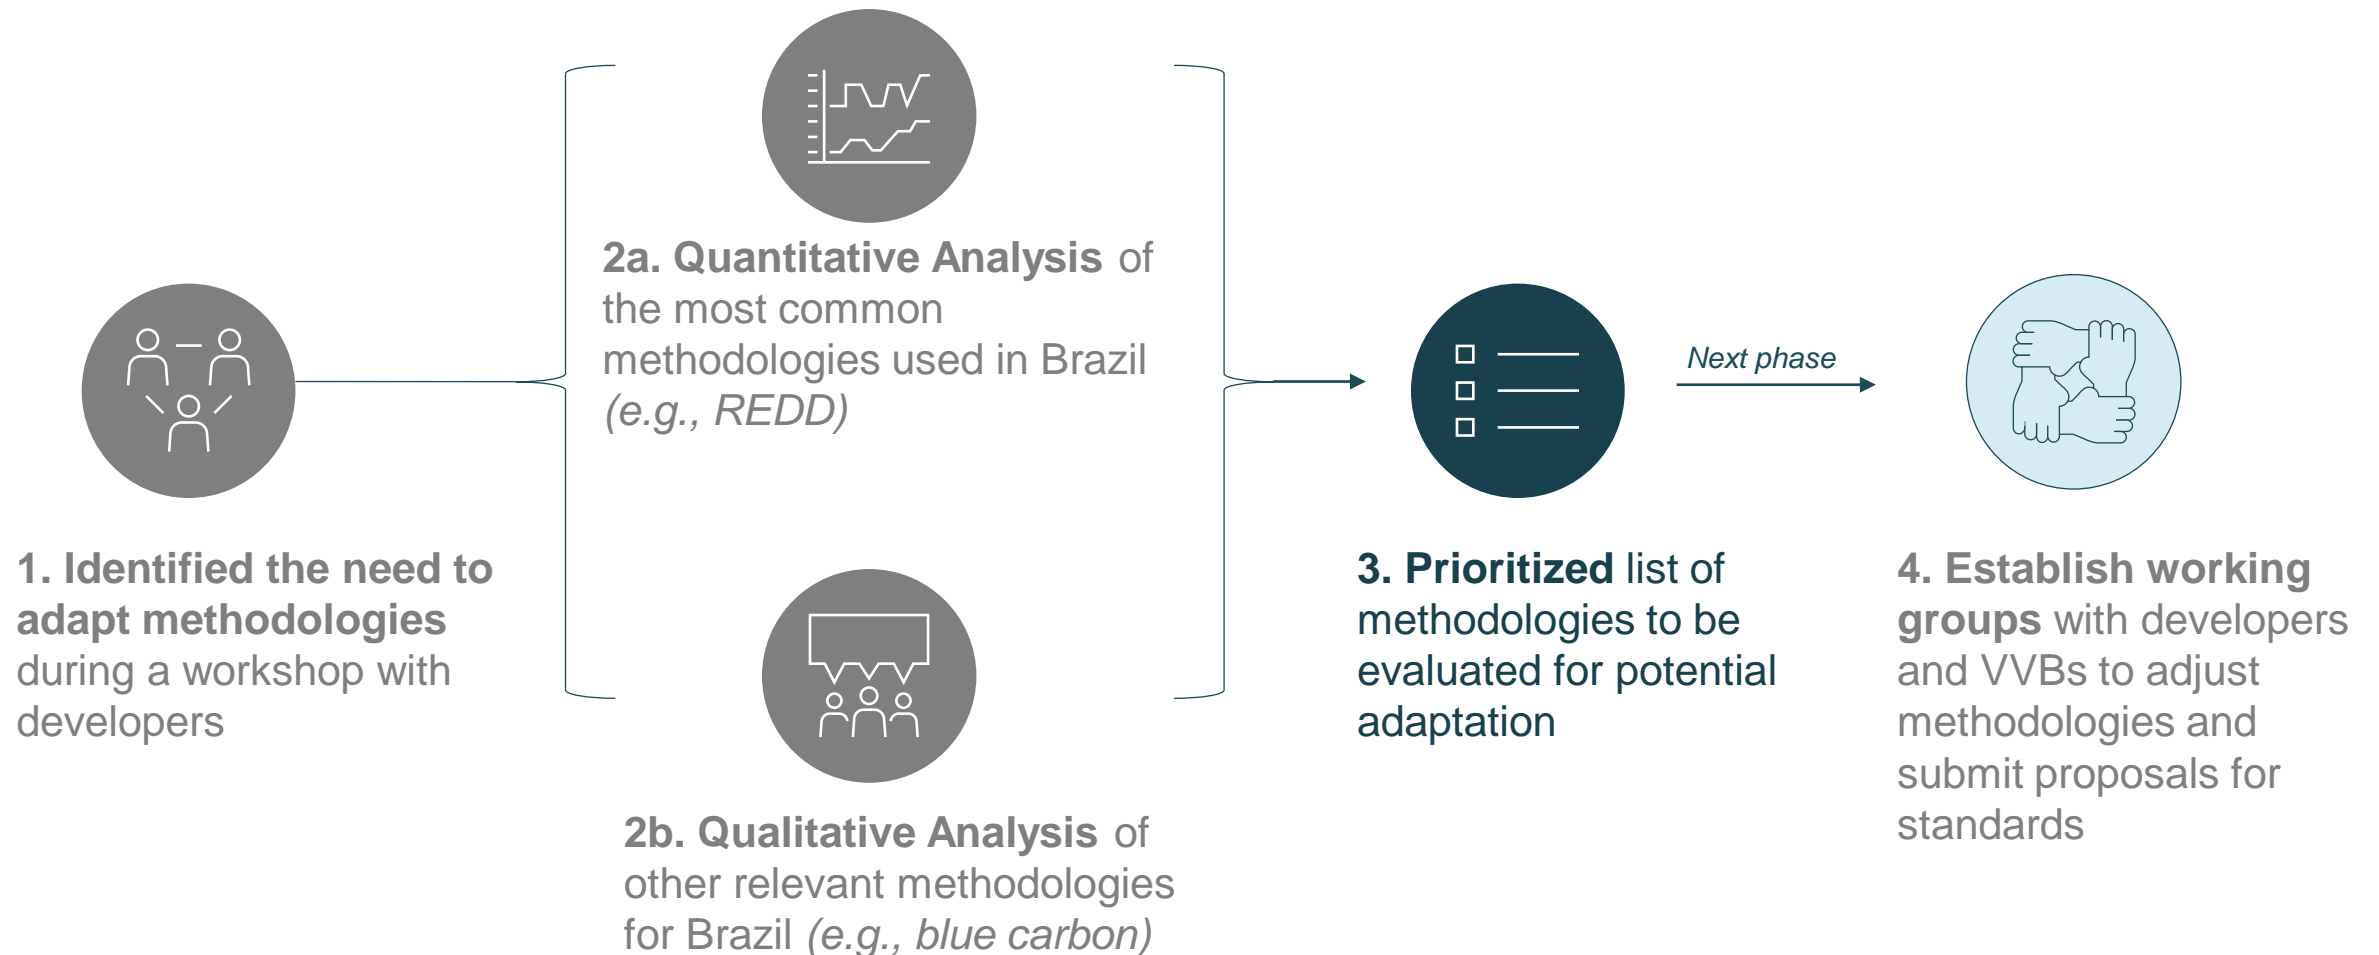 1. Identified the need to
adapt methodologies
during a workshop with
developers
2a. Quantitative Analysis of
the most common
methodologies used in Brazil
(e.g., REDD)
2b. Qualitative Analysis of
other relevant methodologies
for Brazil (e.g., blue carbon)
3. Prioritized list of
methodologies to be
evaluated for potential
adaptation
Next phase
4. Establish working
groups with developers
and VVBs to adjust
methodologies and
submit proposals for
standards